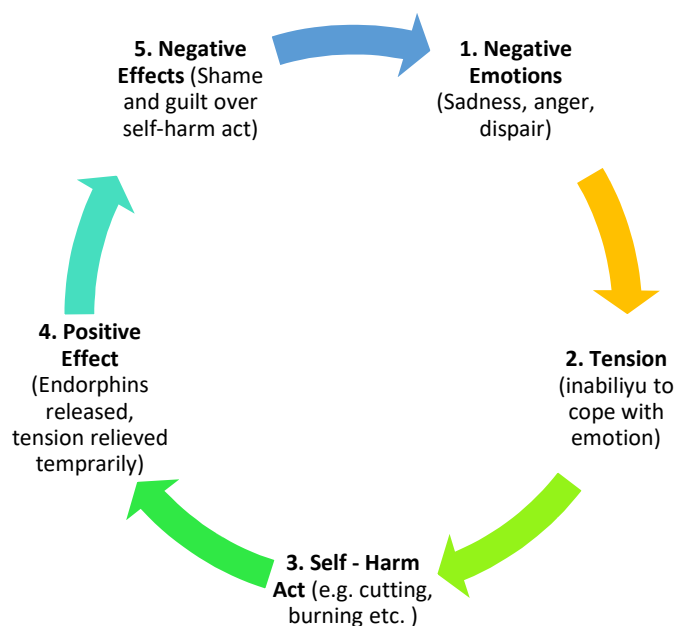 1. Negative
Emotions
(Sadness, anger,
dispair)
2. Tension
(inabiliyu to
cope with
emotion)
3. Self - Harm
Act (e.g. cutting,
burning etc. )
4. Positive
Effect
(Endorphins
released,
tension relieved
temprarily)
5. Negative
Effects (Shame
and guilt over
self-harm act)